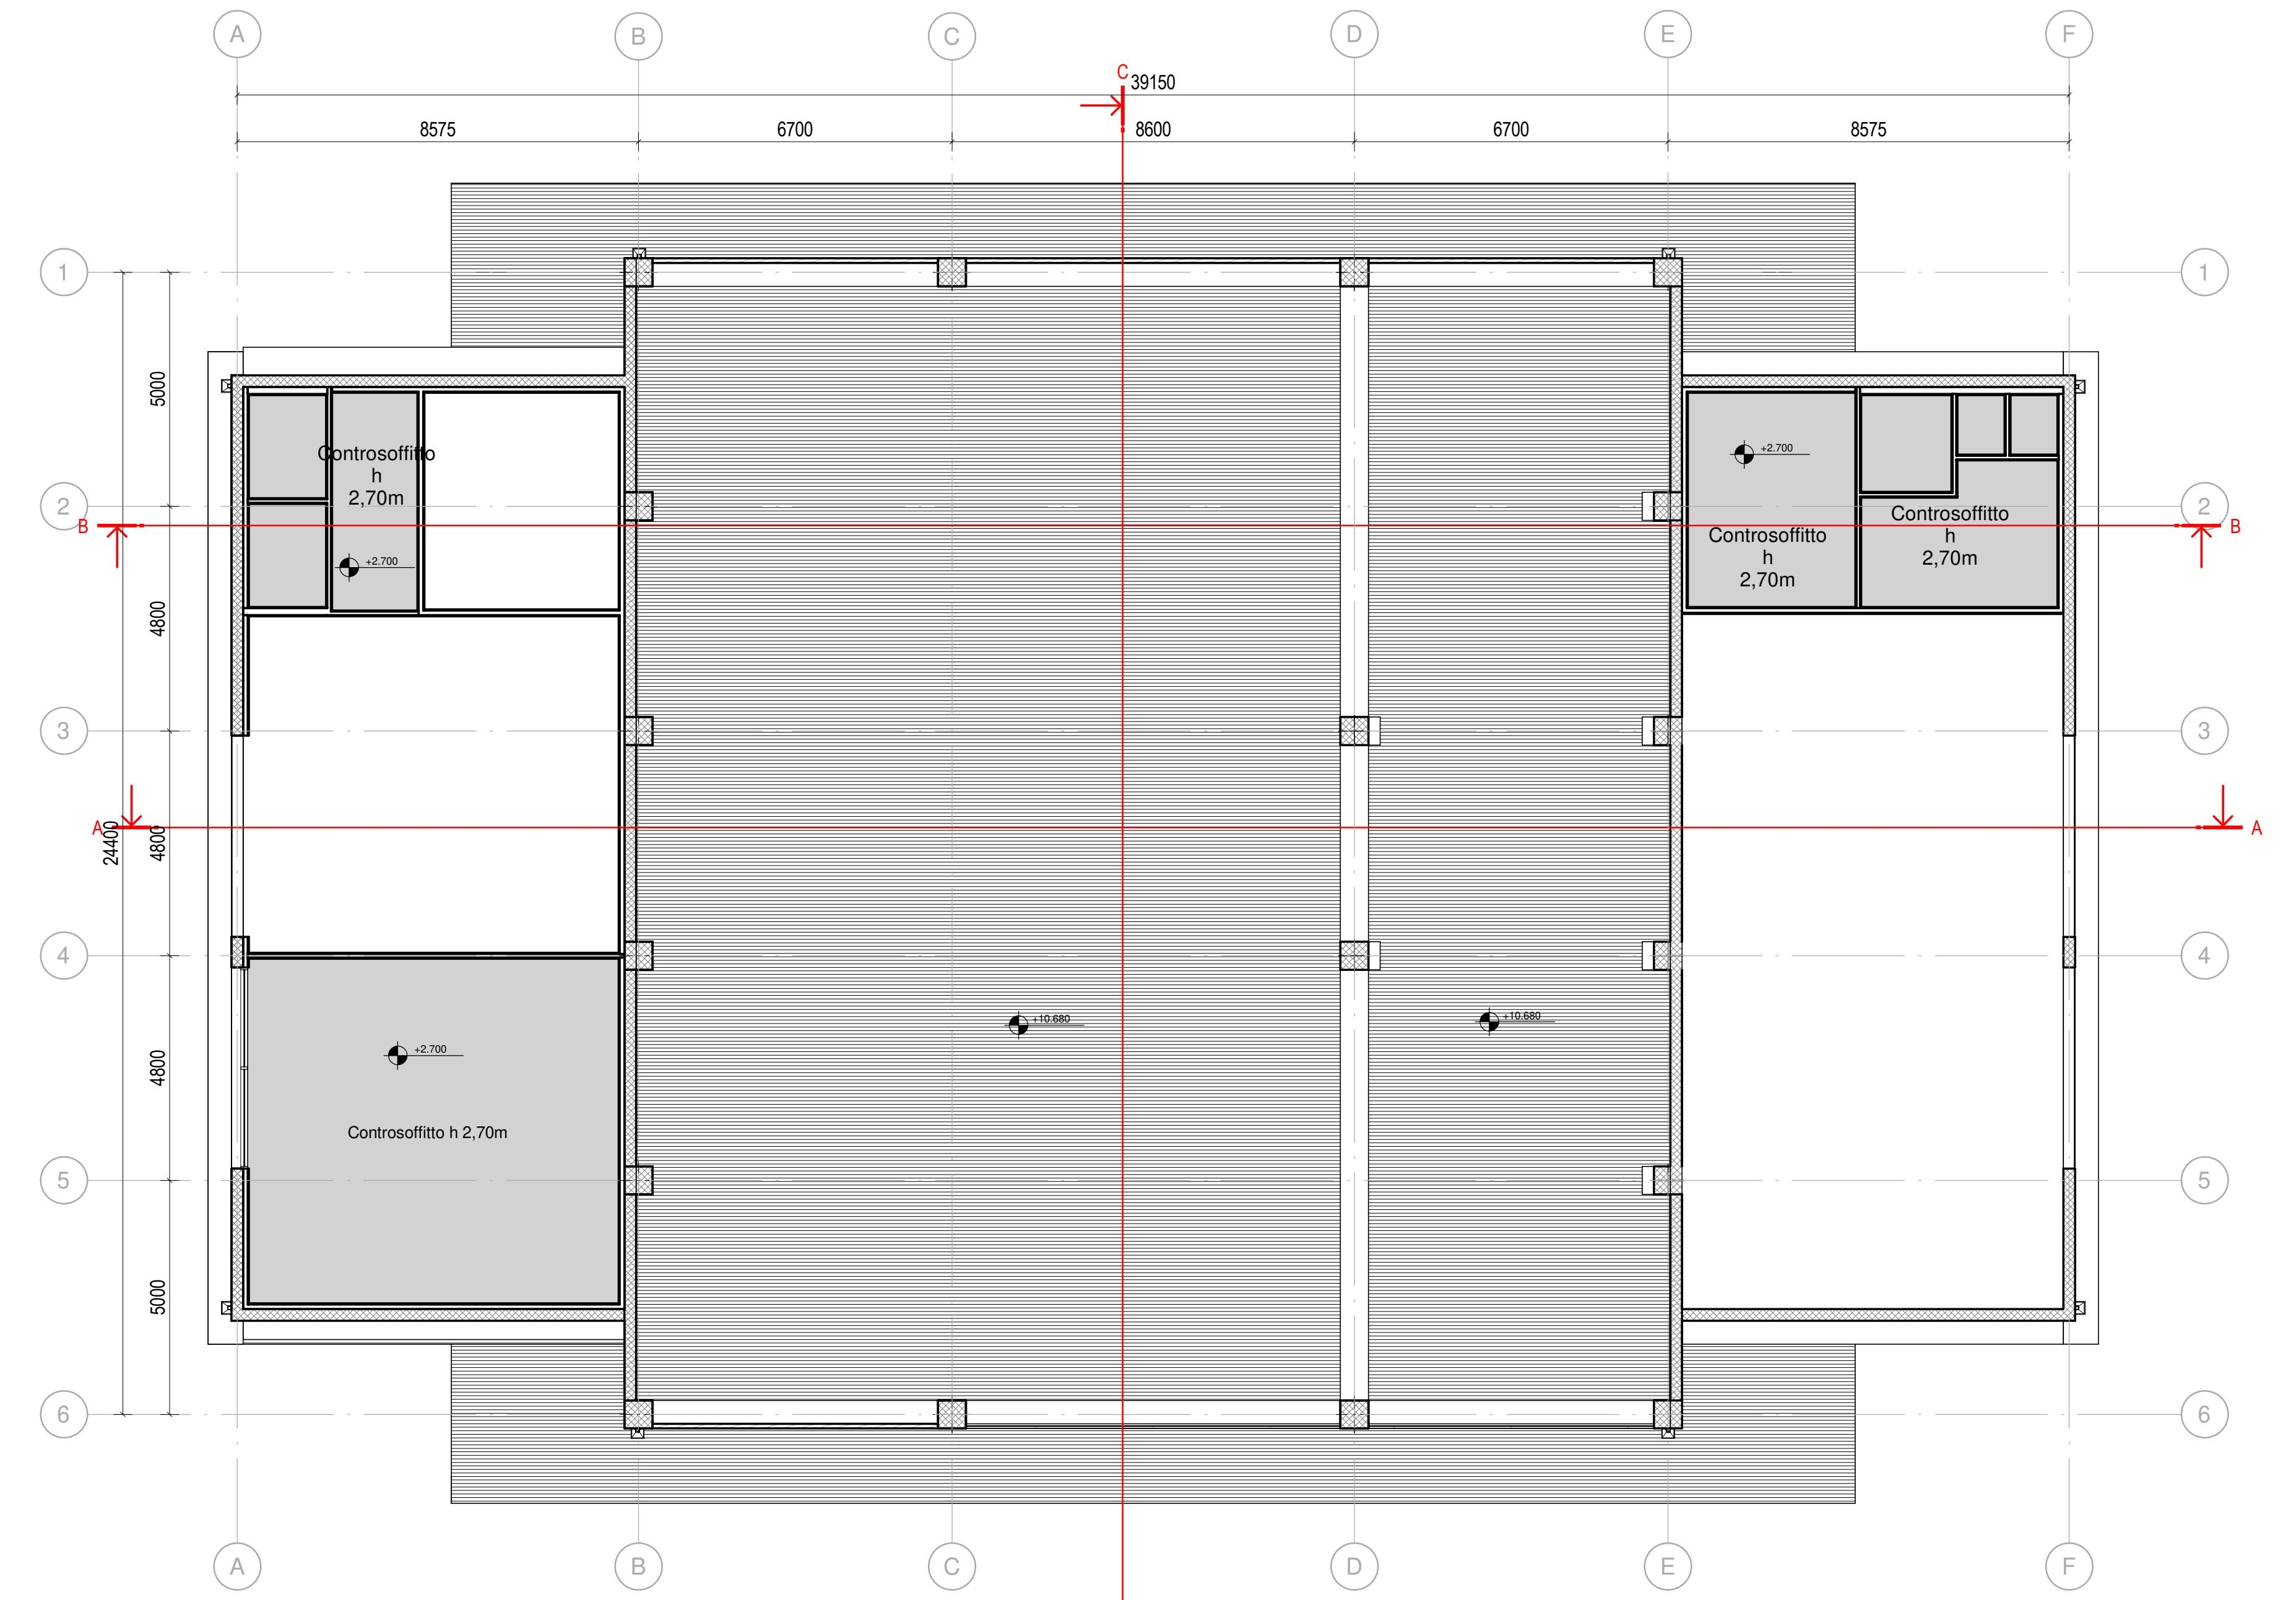 A
B
C
D
E
F
C
39150
8575
6700
8600
6700
8575
1
1
5000
Controsoffitto
h
2,70m
+2.700
+2.700
Controsoffitto
h
2,70m
Controsoffitto
h
2,70m
2
2
B
B
4800
3
3
A
A
24400
4800
4
4
+10.680
+10.680
+2.700
4800
Controsoffitto h 2,70m
5
5
5000
6
6
A
B
C
D
E
F